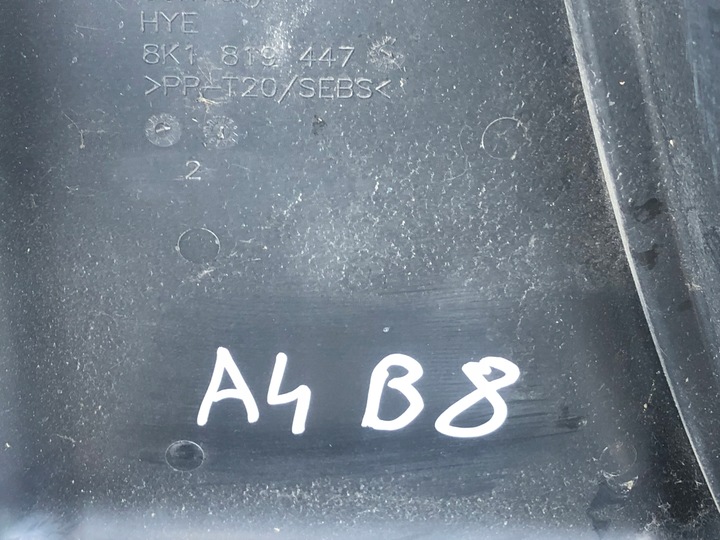 HYE
8K1 819 447
>PP-T20/SEBS<
2
A4 B8